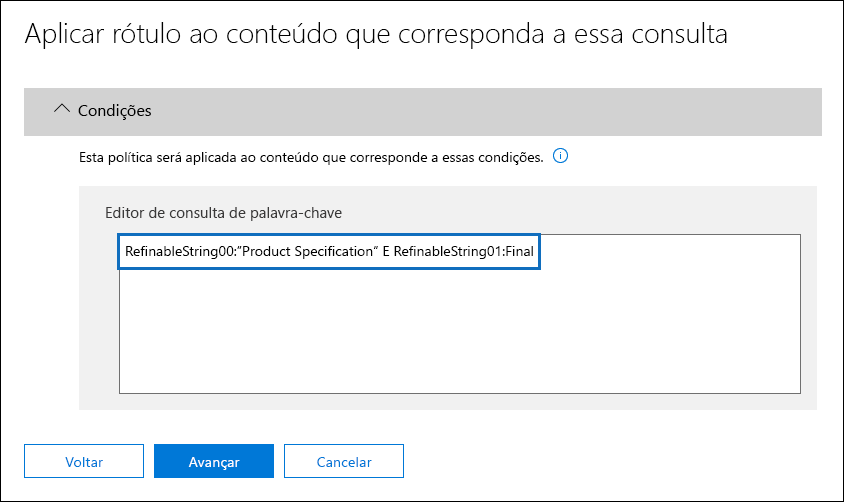 Aplicar rótulo ao conteúdo que corresponda a essa consulta
Condições
Esta política será aplicada ao conteúdo que corresponde a essas condições.
Editor de consulta de palavra-chave
RefinableString00:"Product Specification" E RefinableString01:Final
Voltar
Avançar
Cancelar